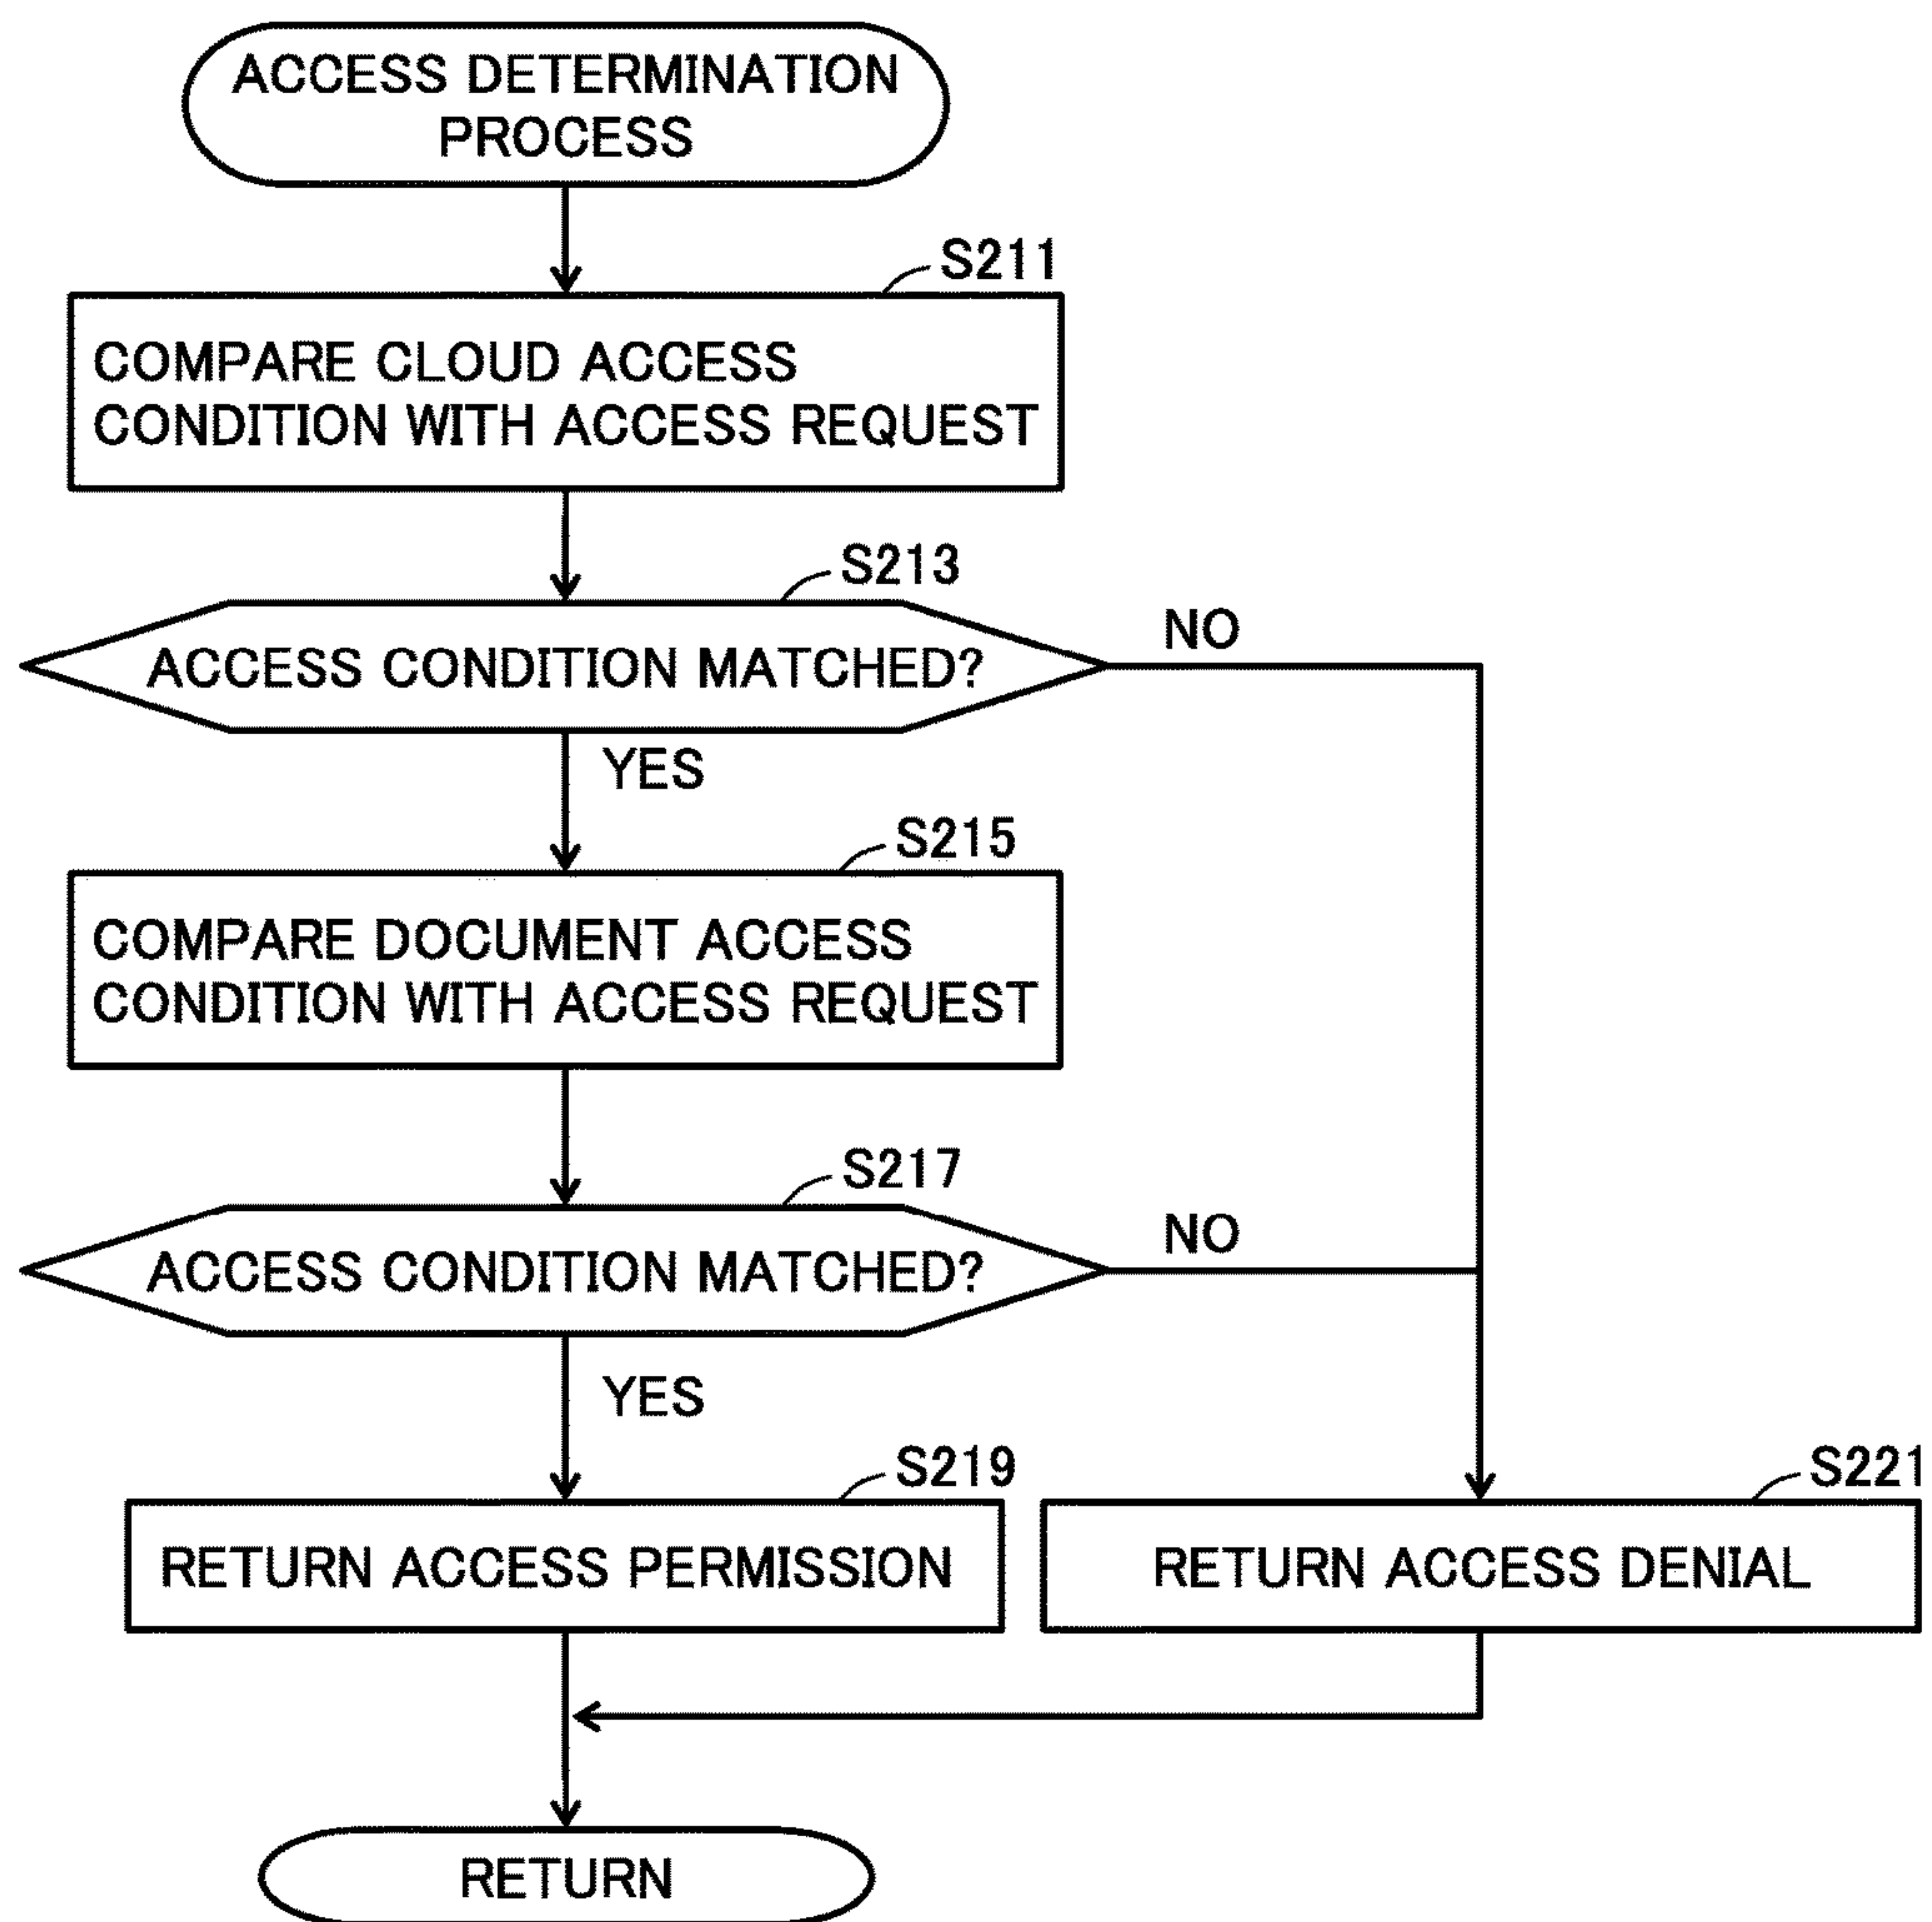 ACCESS DETERMINATION
PROCESS
S211
COMPARE CLOUD ACCESS
CONDITION WITH ACCESS REQUEST
S213
ACCESS CONDITION MATCHED?
NO
YES
S215
COMPARE DOCUMENT ACCESS
CONDITION WITH ACCESS REQUEST
S217
ACCESS CONDITION MATCHED?
NO
YES
S219
RETURN ACCESS PERMISSION
S221
RETURN ACCESS DENIAL
RETURN